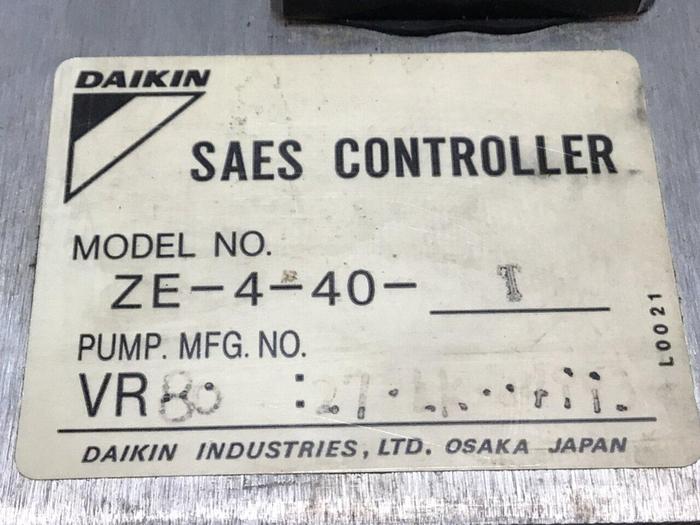 DAIKIN
SAES CONTROLLER
MODEL NO.
ZE-4-40-
PUMP. MFG. NO.
VR
L0021
DAIKIN INDUSTRIES, LTD. OSAKA JAPAN